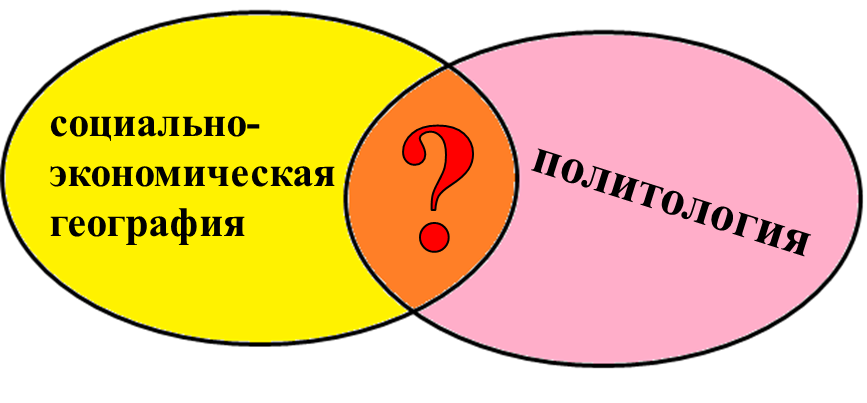 социально-
экономическая
география
?
политология